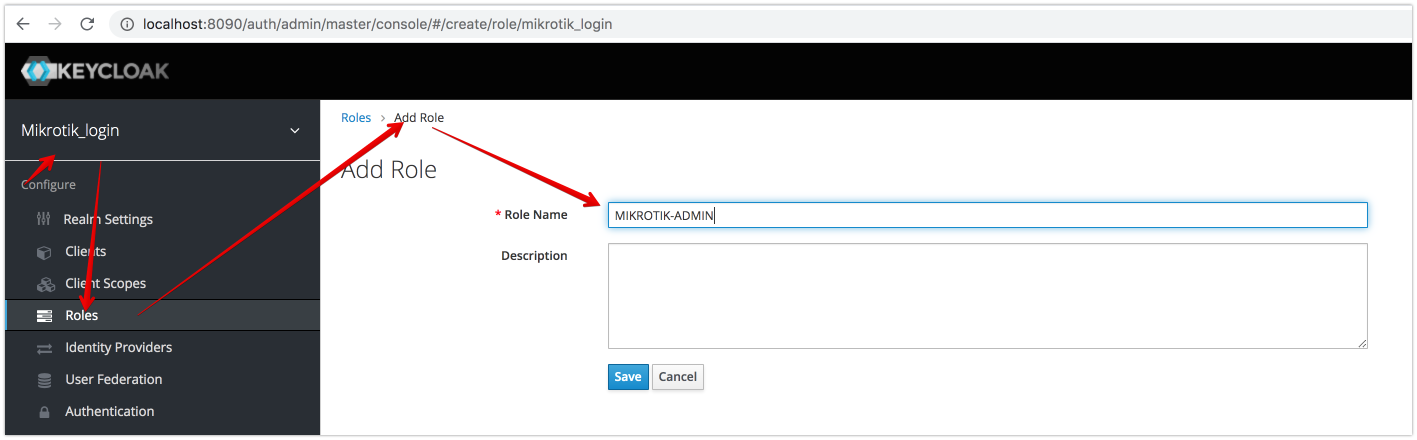 localhost:8090/auth/admin/master/console/#/create/role/mikrotik_login
KEYCLOAK
Mikrotik_login
Configure
Realm Settings
Clients
Client Scopes
Roles
Identity Providers
User Federation
Authentication
Roles > Add Role
Add Role
* Role Name
MIKROTIK-ADMIN
Description
Save Cancel